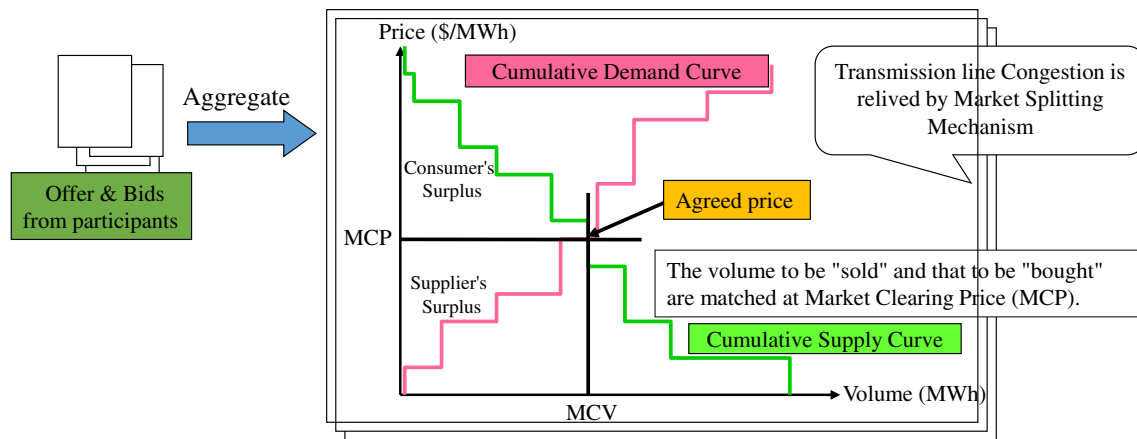 Price ($/MWh)
Cumulative Demand Curve
Transmission line Congestion is
relived by Market Splitting
Mechanism
Aggregate
Offer & Bids
from participants
Consumer's
Surplus
Agreed price
MCP
The volume to be "sold" and that to be "bought"
are matched at Market Clearing Price (MCP).
Supplier's
Surplus
Cumulative Supply Curve
Volume (MWh)
MCV